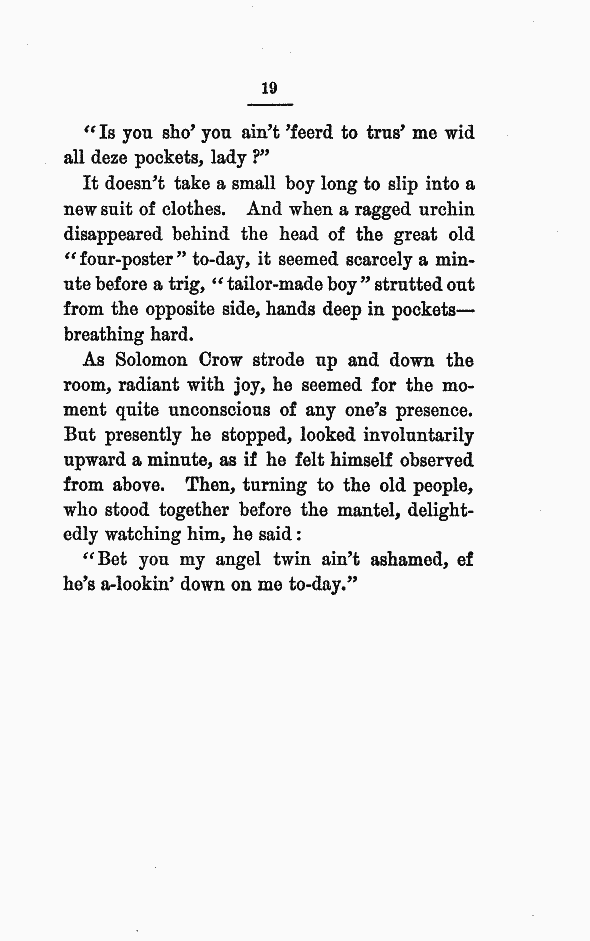 19
"Is you sho' you ain't 'feerd to trus' me wid
all deze pockets, lady?"
It doesn't take a small boy long to slip into a
new suit of clothes. And when a ragged urchin
disappeared behind the head of the great old
"four-poster" to-day, it seemed scarcely a min-
ute before a trig, "tailor-made boy" strutted out
from the opposite side, hands deep in pockets—
breathing hard.
As Solomon Crow strode up and down the
room, radiant with joy, he seemed for the mo-
ment quite unconscious of any one's presence.
But presently he stopped, looked involuntarily
upward a minute, as if he felt himself observed
from above. Then, turning to the old people,
who stood together before the mantel, delight-
edly watching him, he said:
"Bet you my angel twin ain't ashamed, ef
he's a-lookin' down on me to-day."